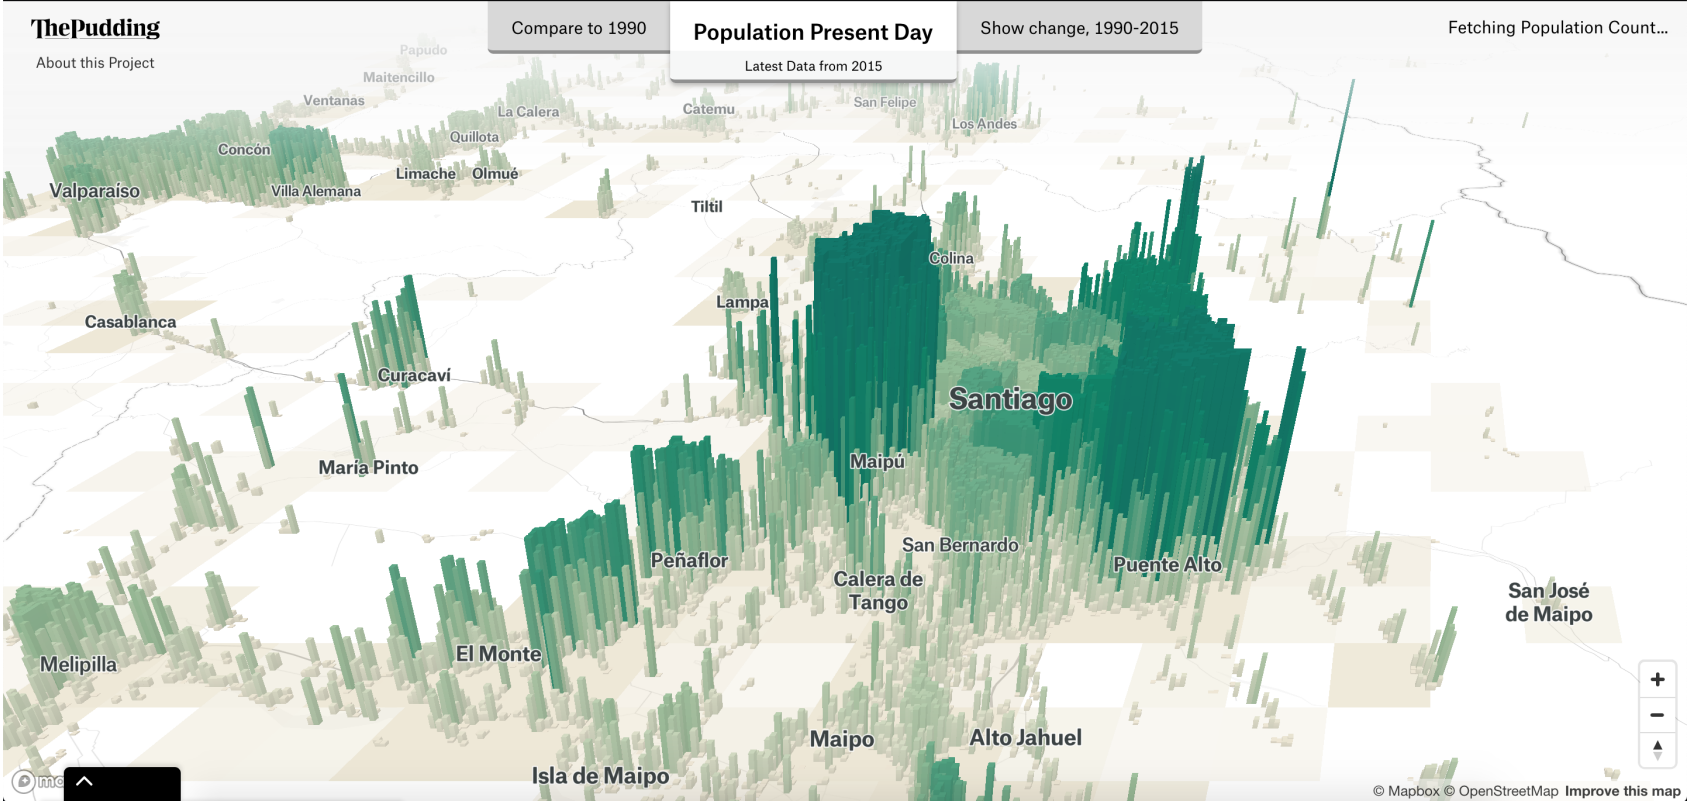 ThePudding
About this Project
Compare to 1990
Population Present Day
Latest Data from 2015
Show change, 1990-2015
Fetching Population Count...
Papudo
Maitencillo
Ventanas
La Calera
Catemu
San Felipe
Los Andes
Quillota
Concón
Limache
Olmué
Valparaíso
Villa Alemana
Tiltil
Colina
Lampa
Casablanca
Curacaví
Santiago
María Pinto
Maipú
San Bernardo
Peñaflor
Puente Alto
Calera de
Tango
San José
de Maipo
El Monte
Melipilla
Maipo
Alto Jahuel
Isla de Maipo
© Mapbox © OpenStreetMap Improve this map